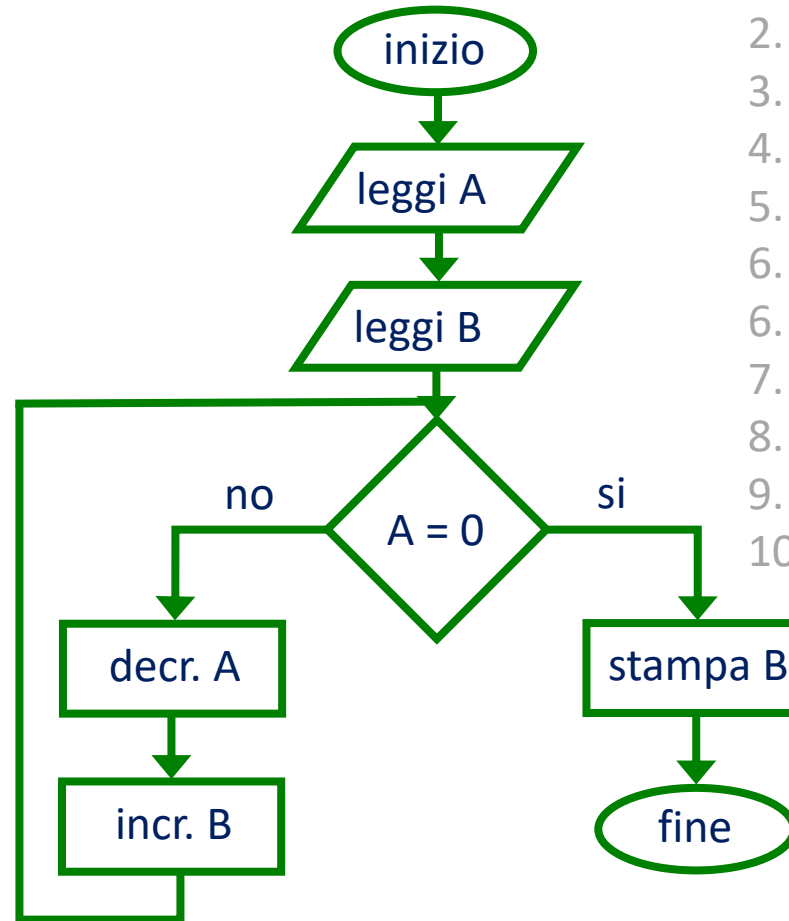 inizio
leggi A
leggi B
no
A = 0
si
decr. A
stampa B
incr. B
fine
2.
3.
4.
5.
6.
6.
7.
8.
9.
10